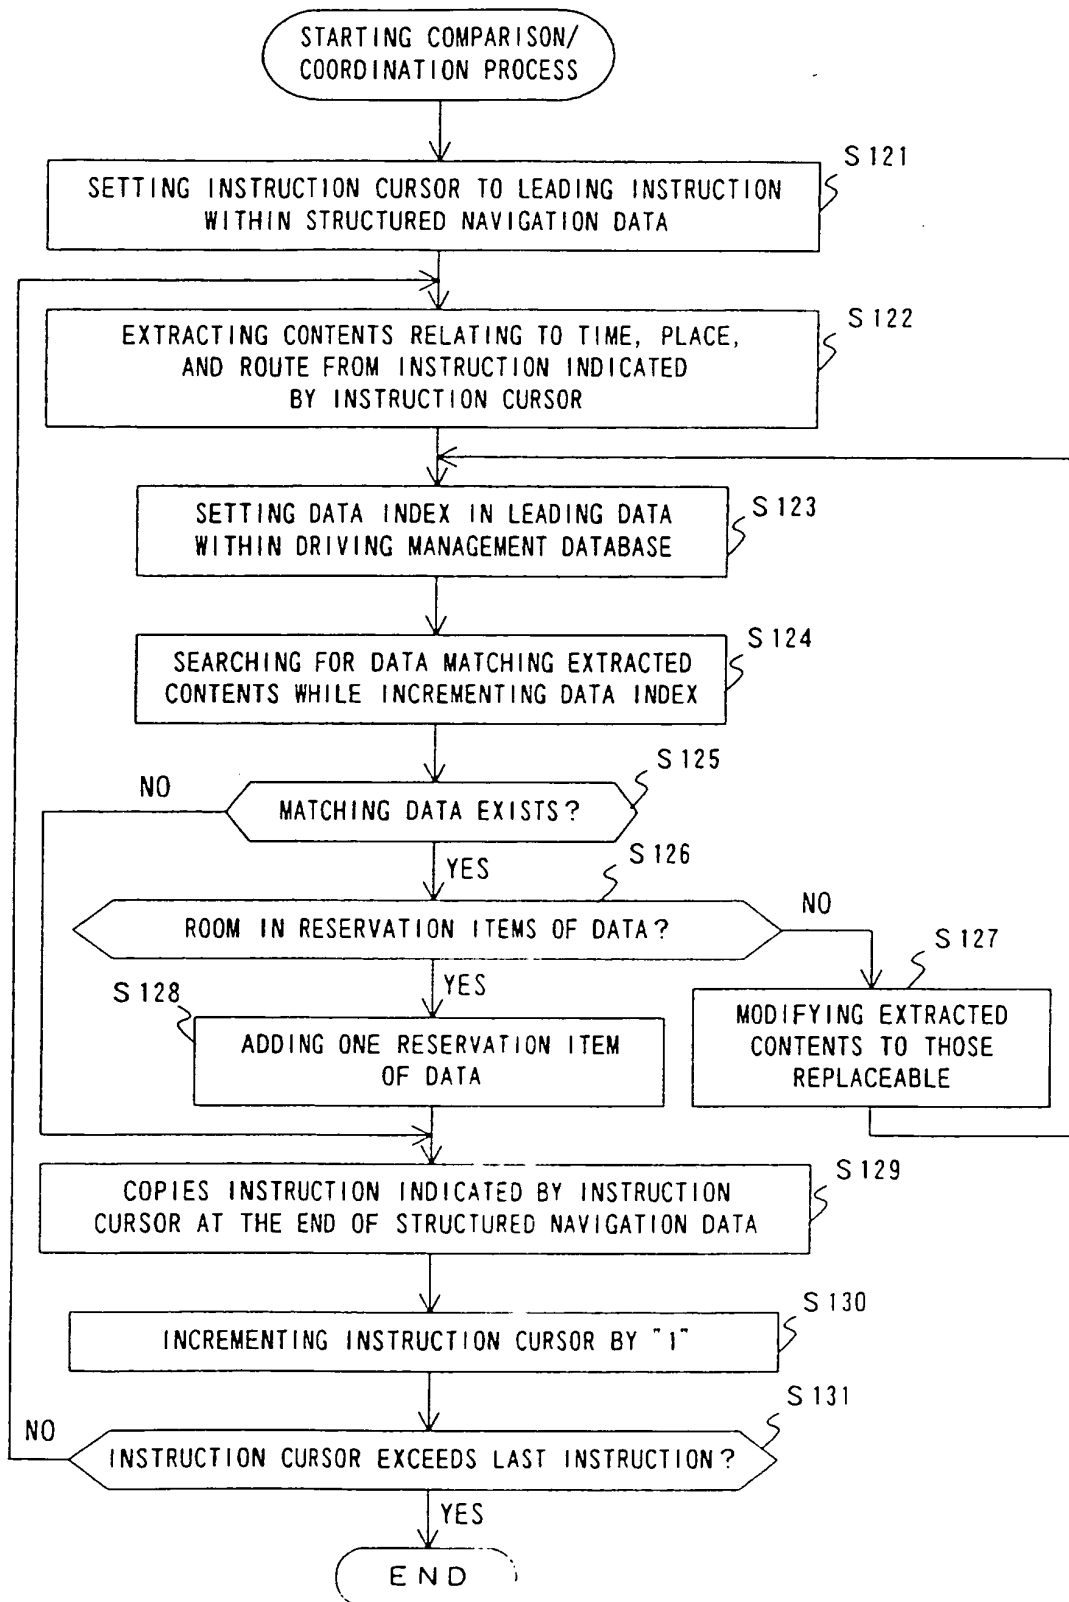 STARTING COMPARISON/
COORDINATION PROCESS
S121
SETTING INSTRUCTION CURSOR TO LEADING INSTRUCTION
WITHIN STRUCTURED NAVIGATION DATA
S122
EXTRACTING CONTENTS RELATING TO TIME, PLACE,
AND ROUTE FROM INSTRUCTION INDICATED
BY INSTRUCTION CURSOR
S123
SETTING DATA INDEX IN LEADING DATA
WITHIN DRIVING MANAGEMENT DATABASE
S124
SEARCHING FOR DATA MATCHING EXTRACTED
CONTENTS WHILE INCREMENTING DATA INDEX
S125
NO
MATCHING DATA EXISTS?
YES
S126
ROOM IN RESERVATION ITEMS OF DATA?
NO
S127
MODIFYING EXTRACTED
CONTENTS TO THOSE
REPLACEABLE
YES
S128
ADDING ONE RESERVATION ITEM
OF DATA
S129
COPIES INSTRUCTION INDICATED BY INSTRUCTION
CURSOR AT THE END OF STRUCTURED NAVIGATION DATA
S130
INCREMENTING INSTRUCTION CURSOR BY "1"
S131
NO
INSTRUCTION CURSOR EXCEEDS LAST INSTRUCTION?
YES
END